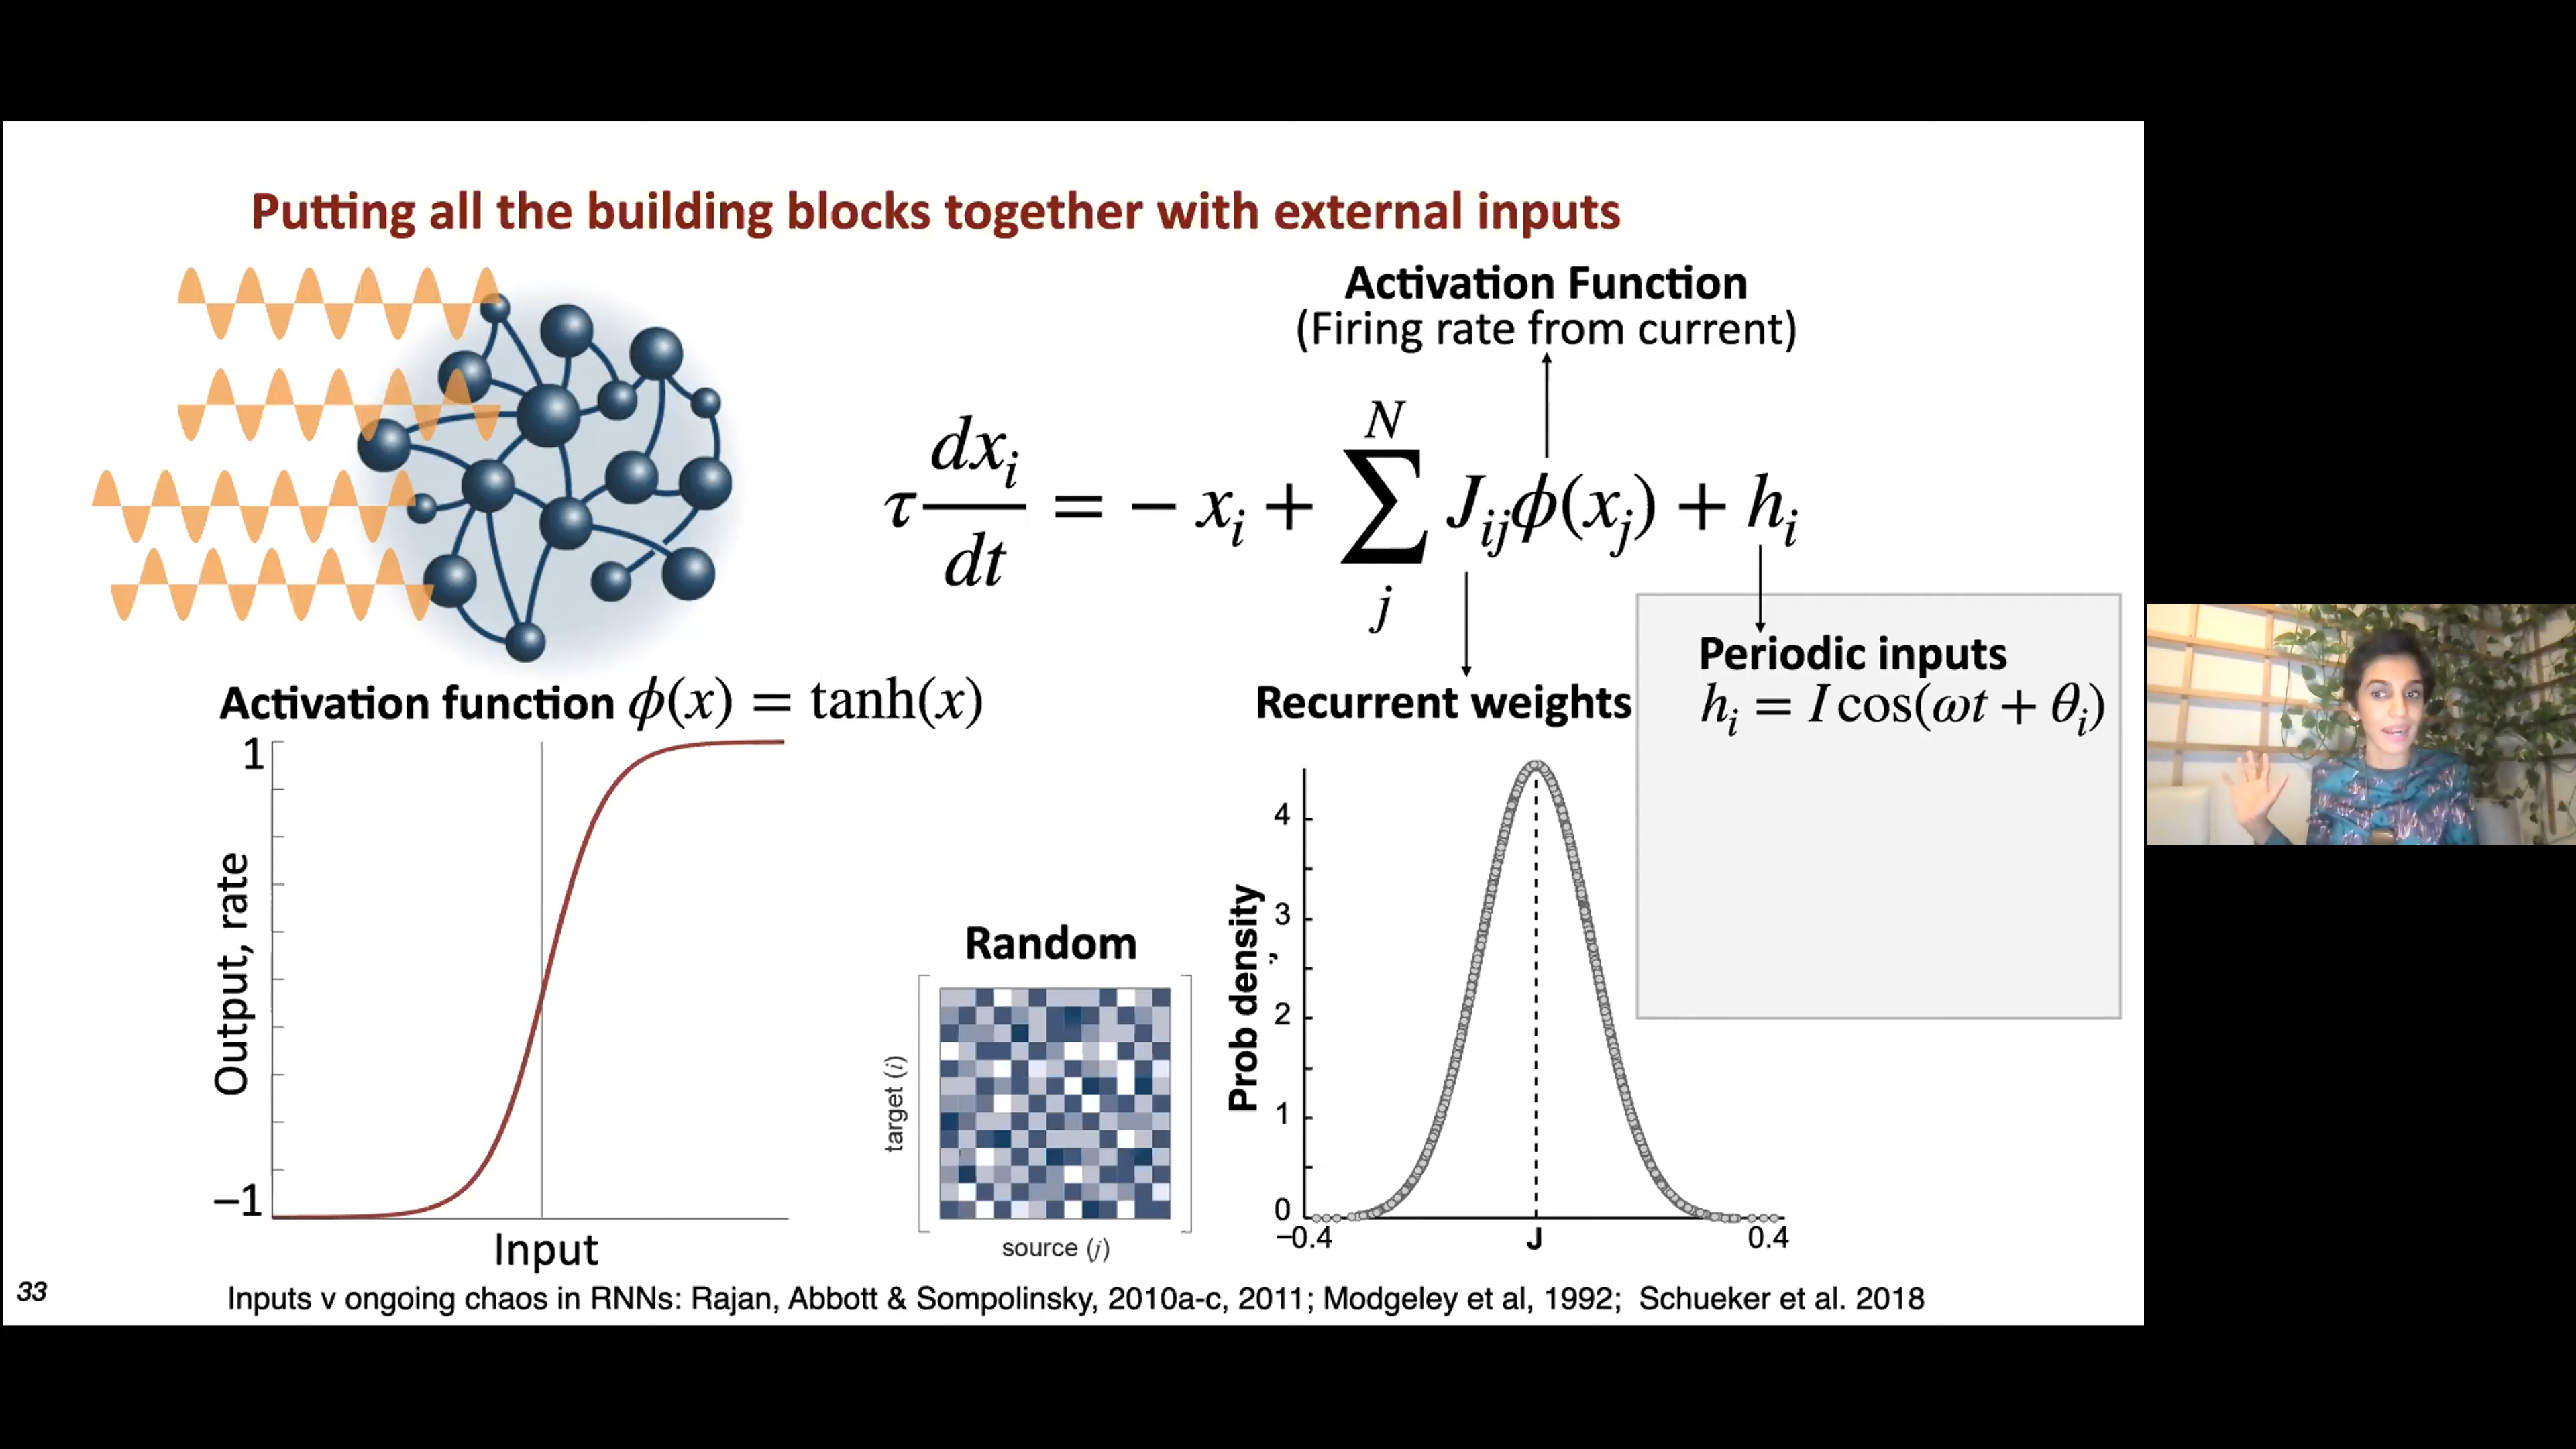 Putting all the building blocks together with external inputs
Activation Function
(Firing rate from current)
τ dx_i/dt = − x_i + ∑_j^N J_ij ϕ(x_j) + h_i
Periodic inputs
h_i = I cos(ωt + θ_i)
Recurrent weights
Activation function ϕ(x) = tanh(x)
1
Output, rate
−1
Input
Random
target (i)
source (j)
Prob density
4
3
2
1
0
−0.4
J
0.4
33
Inputs v ongoing chaos in RNNs: Rajan, Abbott & Sompolinsky, 2010a-c, 2011; Modgeley et al, 1992; Schueker et al. 2018